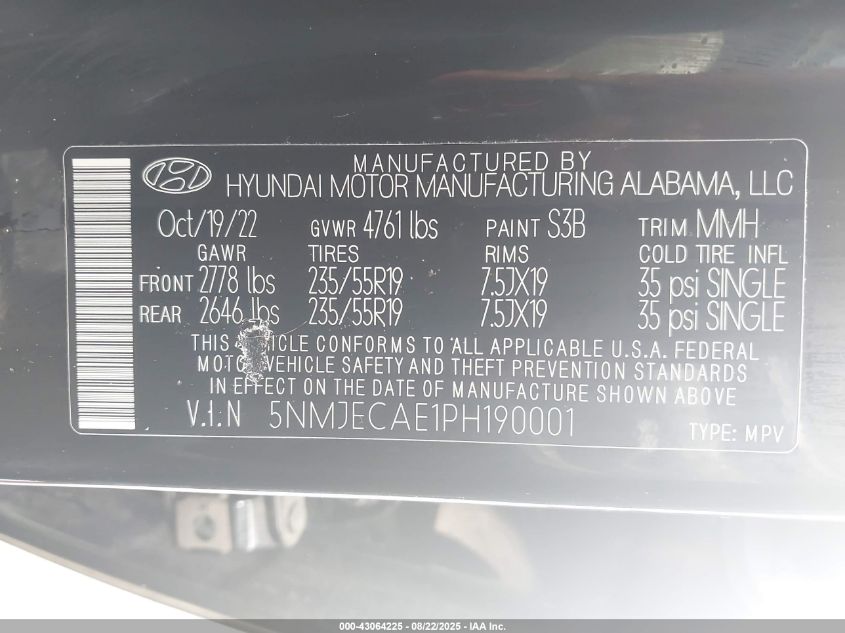 MANUFACTURED BY
HYUNDAI MOTOR MANUFACTURING ALABAMA, LLC
Oct/19/22 GVWR 4761 lbs PAINT S3B TRIM MMH
GAWR TIRES RIMS COLD TIRE INFL
FRONT 2778 lbs 235/55R19 7.5JX19 35 psi SINGLE
REAR 2646 lbs 235/55R19 7.5JX19 35 psi SINGLE
THIS VEHICLE CONFORMS TO ALL APPLICABLE U.S.A. FEDERAL
MOTOR VEHICLE SAFETY AND THEFT PREVENTION STANDARDS
IN EFFECT ON THE DATE OF MANUFACTURE SHOWN ABOVE
V.I.N 5NMJECAE1PH190001 TYPE: MPV
000-43064225 - 08/22/2025 - IAA Inc.